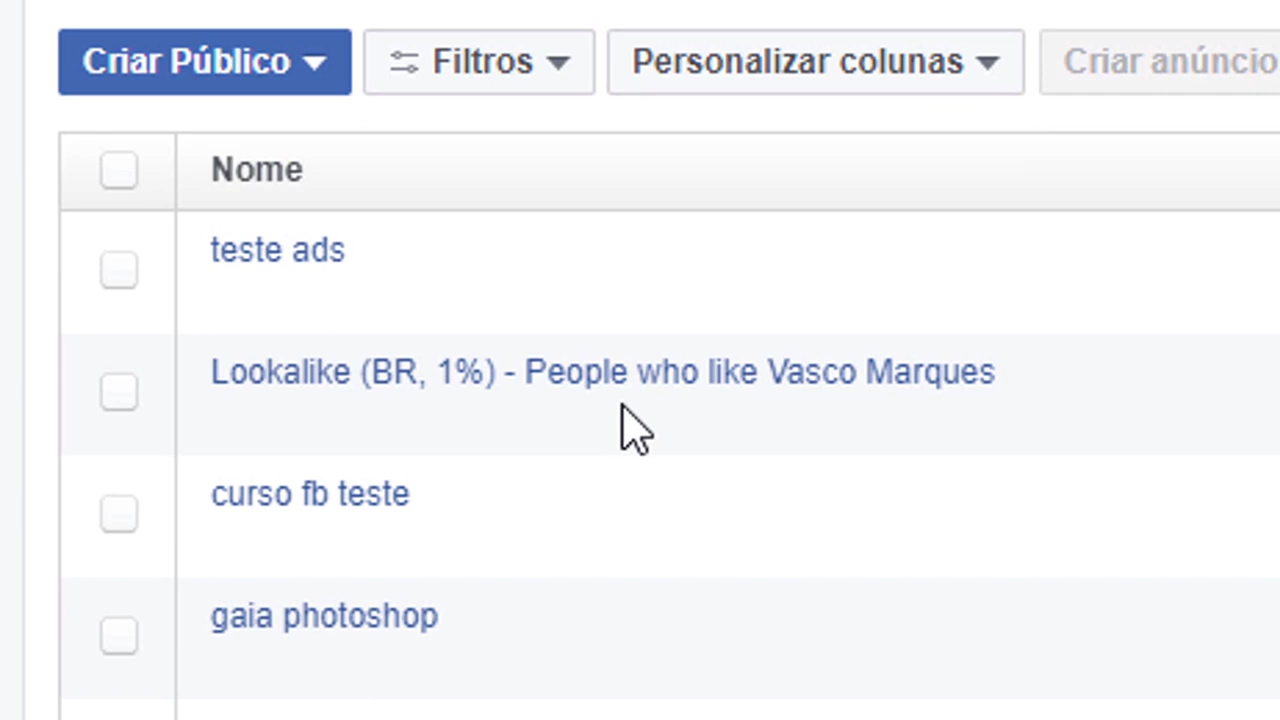 Criar Público Filtros Personalizar colunas Criar anúncio
Nome
teste ads
Lookalike (BR, 1%) - People who like Vasco Marques
curso fb teste
gaia photoshop